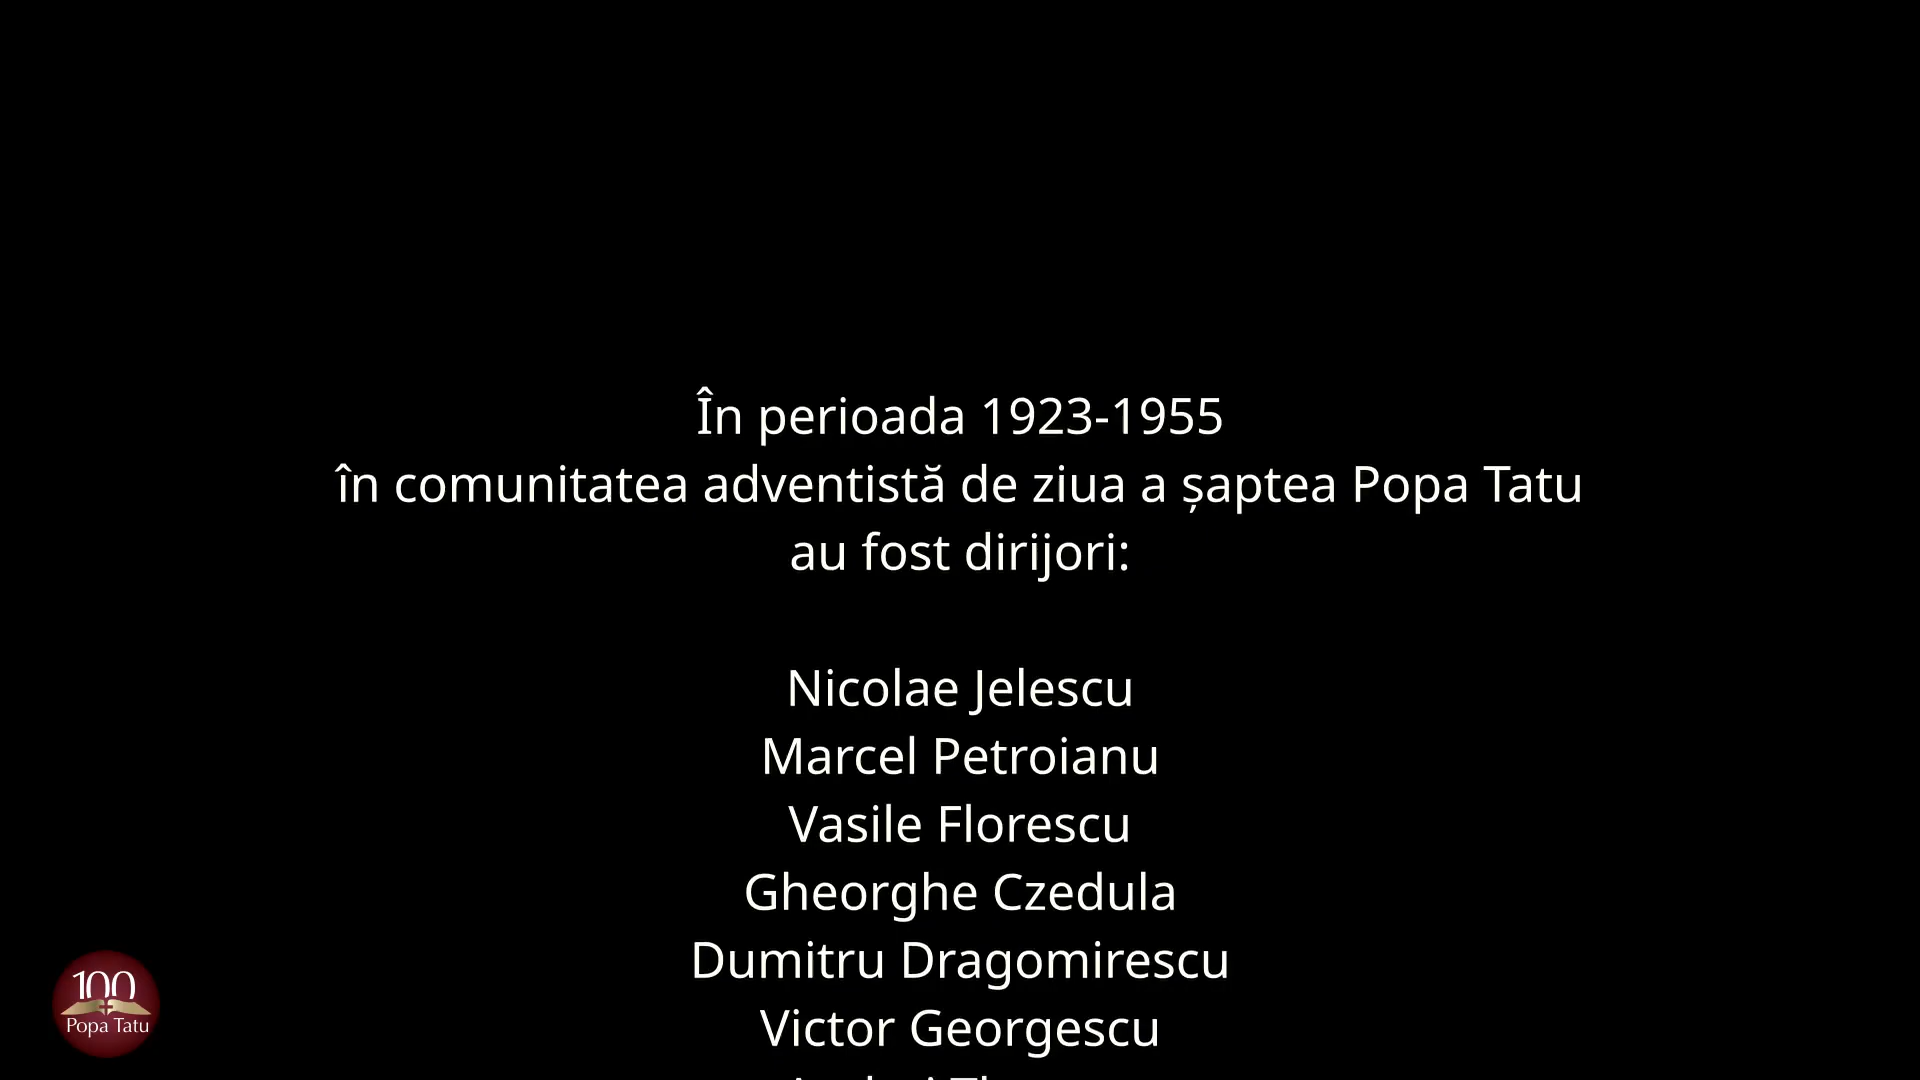 În perioada 1923-1955
în comunitatea adventistă de ziua a șaptea Popa Tatu
au fost dirijori:
Nicolae Jelescu
Marcel Petroianu
Vasile Florescu
Gheorghe Czedula
Dumitru Dragomirescu
Victor Georgescu
100
Popa Tatu